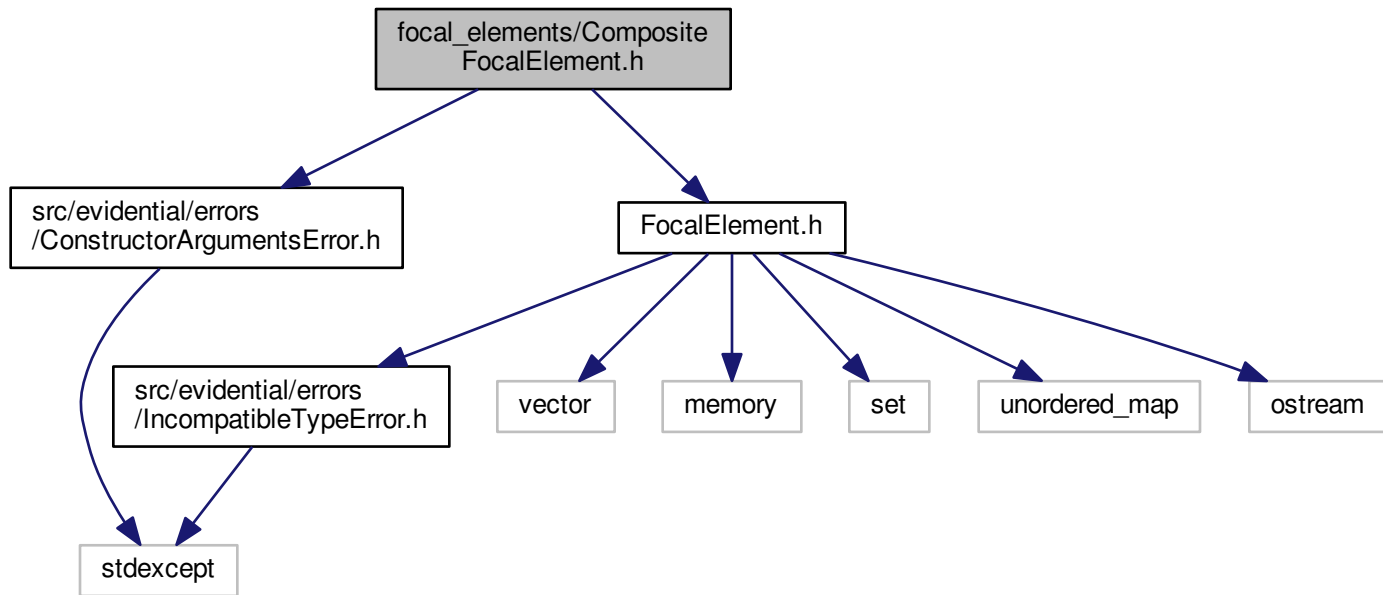 focal_elements/Composite
FocalElement.h
src/evidential/errors
/ConstructorArgumentsError.h
FocalElement.h
src/evidential/errors
/IncompatibleTypeError.h
vector
memory
set
unordered_map
ostream
stdexcept